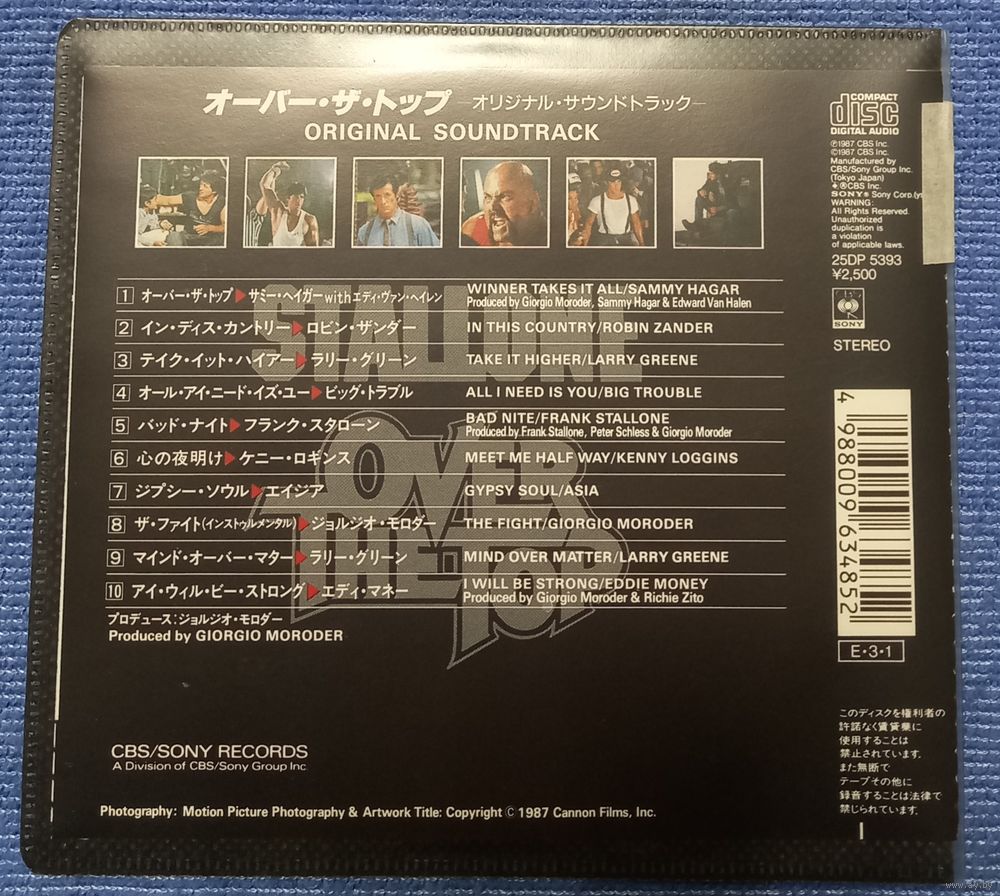 オーバー・ザ・トップ —オリジナル・サウンドトラック—
ORIGINAL SOUNDTRACK
1 オーバー・ザ・トップ▶サミー・ヘイガーwithエディ・ヴァン・ヘイレン WINNER TAKES IT ALL/SAMMY HAGAR
Produced by Giorgio Moroder, Sammy Hagar & Edward Van Halen
2 イン・ディス・カントリー▶ロビン・ザンダー IN THIS COUNTRY/ROBIN ZANDER
3 テイク・イット・ハイアー▶ラリー・グリーン TAKE IT HIGHER/LARRY GREENE
4 オール・アイ・ニード・イズ・ユー▶ビッグ・トラブル ALL I NEED IS YOU/BIG TROUBLE
5 バッド・ナイト▶フランク・スタローン BAD NITE/FRANK STALLONE
Produced by Frank Stallone, Peter Schless & Giorgio Moroder
6 心の夜明け▶ケニー・ロギンス MEET ME HALF WAY/KENNY LOGGINS
7 ジプシー・ソウル▶エイジア GYPSY SOUL/ASIA
8 ザ・ファイト(インストゥルメンタル)▶ジョルジオ・モロダー THE FIGHT/GIORGIO MORODER
9 マインド・オーバー・マター▶ラリー・グリーン MIND OVER MATTER/LARRY GREENE
10 アイ・ウィル・ビー・ストロング▶エディ・マネー I WILL BE STRONG/EDDIE MONEY
Produced by Giorgio Moroder & Richie Zito
プロデュース:ジョルジオ・モロダー
Produced by GIORGIO MORODER
STALLONE
OVER
THE TOP
CBS/SONY RECORDS
A Division of CBS/Sony Group Inc
Photography: Motion Picture Photography & Artwork Title: Copyright © 1987 Cannon Films, Inc.
COMPACT
disc
DIGITAL AUDIO
℗1987 CBS Inc.
©1987 CBS Inc.
Manufactured by
CBS/Sony Group Inc.
(Tokyo Japan)
®CBS Inc.
SONY® Sony Corp.
WARNING:
All Rights Reserved.
Unauthorized
duplication is
a violation
of applicable laws.
25DP 5393
¥2,500
CBS
SONY
STEREO
4 988009 634852
E・3・1
このディスクを権利者の
許諾なく賃貸業に
使用することは
禁止されています。
また無断で
テープその他に
録音することは法律で
禁じられています。
www.ay.by